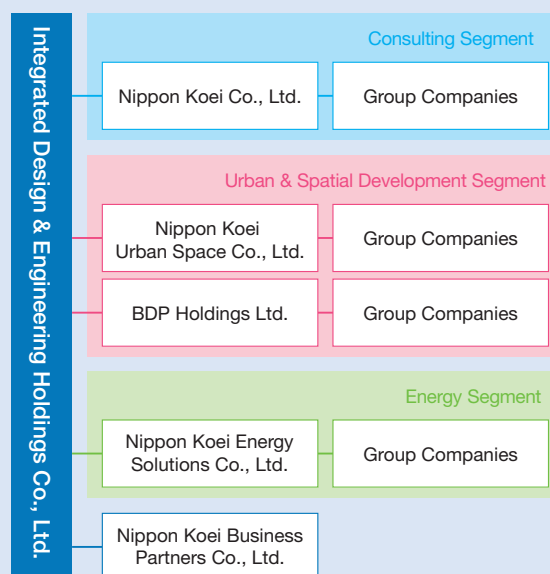 Integrated Design & Engineering Holdings Co., Ltd.
Consulting Segment
Nippon Koei Co., Ltd.
Group Companies
Urban & Spatial Development Segment
Nippon Koei
Urban Space Co., Ltd.
Group Companies
BDP Holdings Ltd.
Group Companies
Energy Segment
Nippon Koei Energy
Solutions Co., Ltd.
Group Companies
Nippon Koei Business
Partners Co., Ltd.